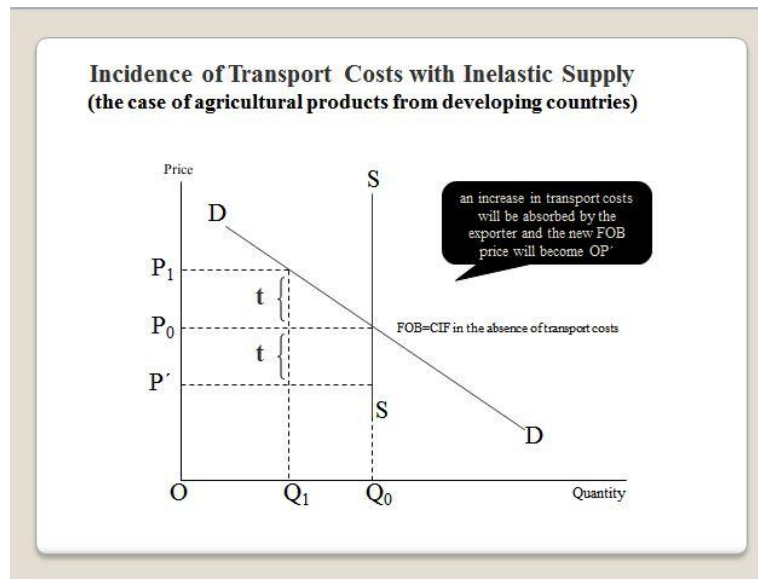 Incidence of Transport Costs with Inelastic Supply
(the case of agricultural products from developing countries)
Price
S
D
an increase in transport costs
will be absorbed by the
exporter and the new FOB
price will become OP´
P₁
t
P₀
FOB=CIF in the absence of transport costs
t
P´
S
D
O
Q₁
Q₀
Quantity